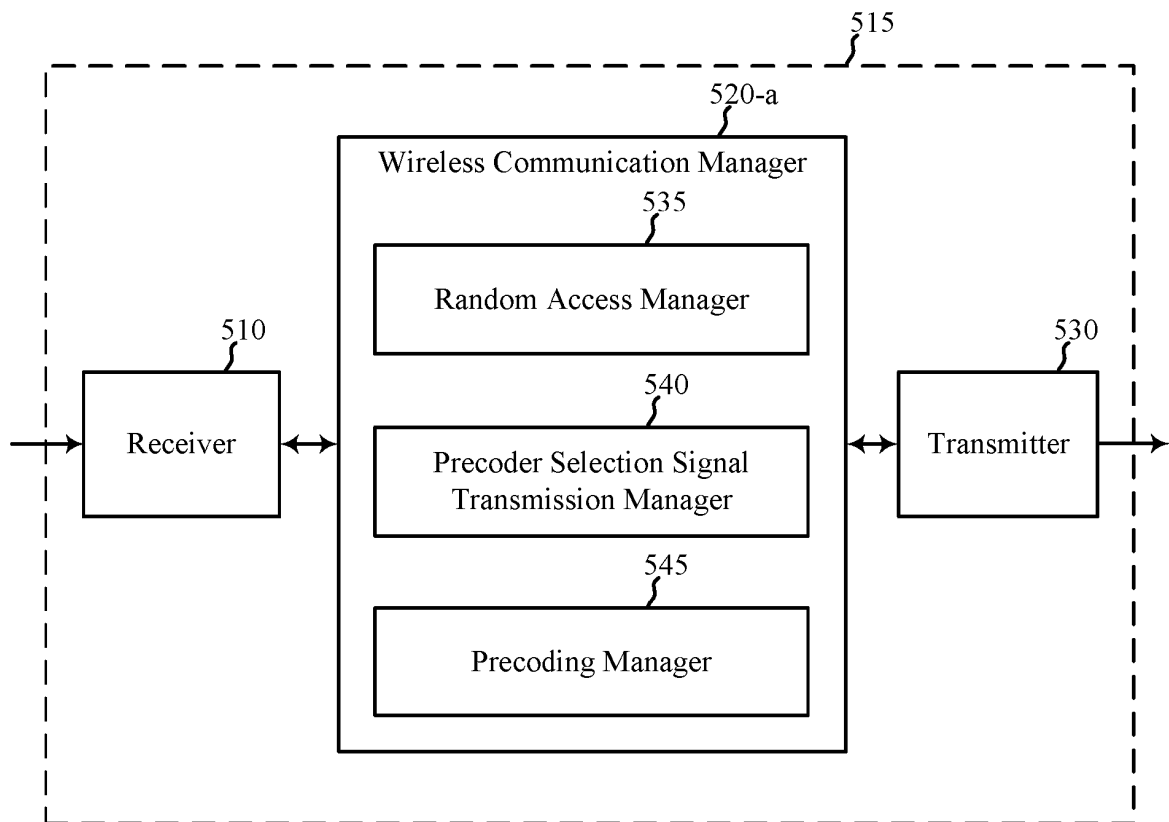 515
520-a
Wireless Communication Manager
535
Random Access Manager
510
Receiver
540
Precoder Selection Signal
Transmission Manager
530
Transmitter
545
Precoding Manager